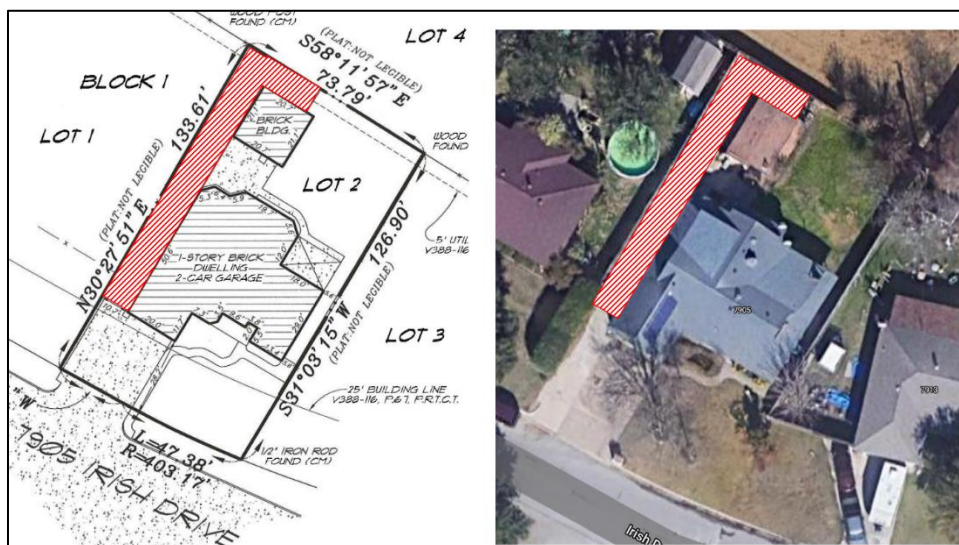 WOOD POST
FOUND (CM)
LOT 4
(PLAT:NOT LEGIBLE)
S58°11'57"E
73.79'
BLOCK 1
LOT 1
133.61'
(PLAT:NOT LEGIBLE)
N30°27'51"E
BRICK
BLDG.
WOOD
FOUND
LOT 2
126.90'
5' UTIL
V388-116
1-STORY BRICK
DWELLING
2-CAR GARAGE
(PLAT:NOT LEGIBLE)
S31°03'15"W
LOT 3
25' BUILDING LINE
V388-116, P.67, P.R.T.C.T.
"W
1/2" IRON ROD
FOUND (CM)
L=47.38'
R=403.17'
7905 IRISH DRIVE
7905
7913
Irish D